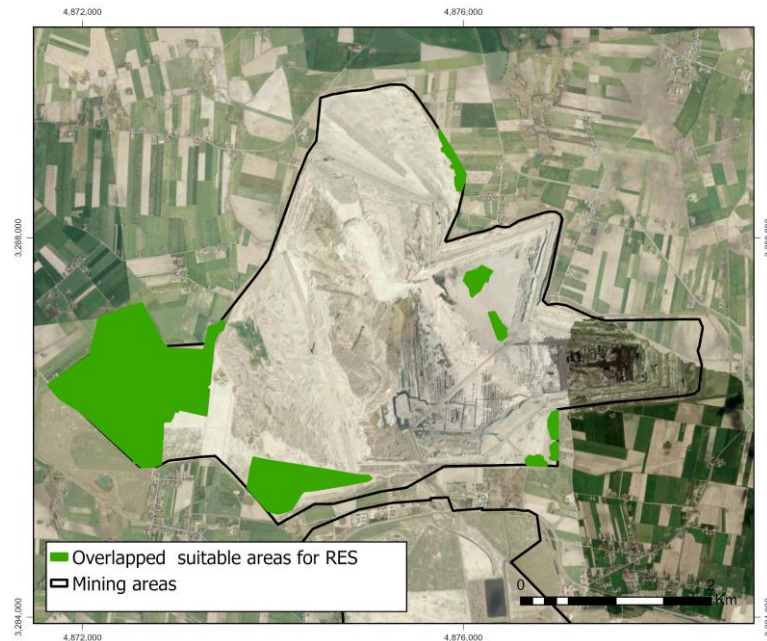 4,872,000 4,876,000
3,288,000
Overlapped suitable areas for RES
Mining areas
0 2
Km
3,284,000
4,872,000 4,876,000